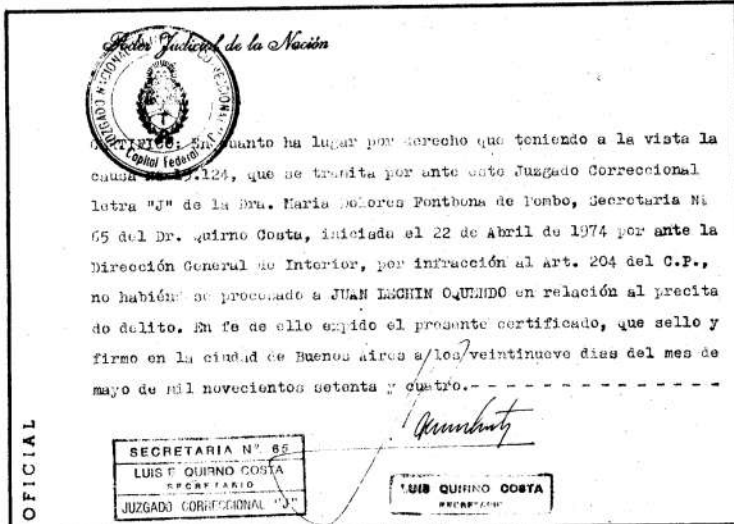 Poder Judicial de la Nación
JUZGADO NACIONAL CORRECCIONAL "J"
Capital Federal
CERTIFICO: En cuanto ha lugar por derecho que teniendo a la vista la
causa 13.124, que se tramita por ante este Juzgado Correccional
letra "J" de la Dra. Maria Dolores Fontbona de Pombo, Secretaria Nº
65 del Dr. Quirno Costa, iniciada el 22 de Abril de 1974 por ante la
Dirección General de Interior, por infracción al Art. 204 del C.P.,
no habiéndose procesado a JUAN LECHIN OQUENDO en relación al precita
do delito. En fe de ello expido el presente certificado, que sello y
firmo en la ciudad de Buenos Aires a/los/veintinueve dias del mes de
mayo de mil novecientos setenta y cuatro.- - - - - - - - - - - - - -
OFICIAL
SECRETARIA Nº 65
LUIS F QUIRNO COSTA
SECRETARIO
JUZGADO CORRECCIONAL "J"
LUIS QUIRNO COSTA
SECRETARIO